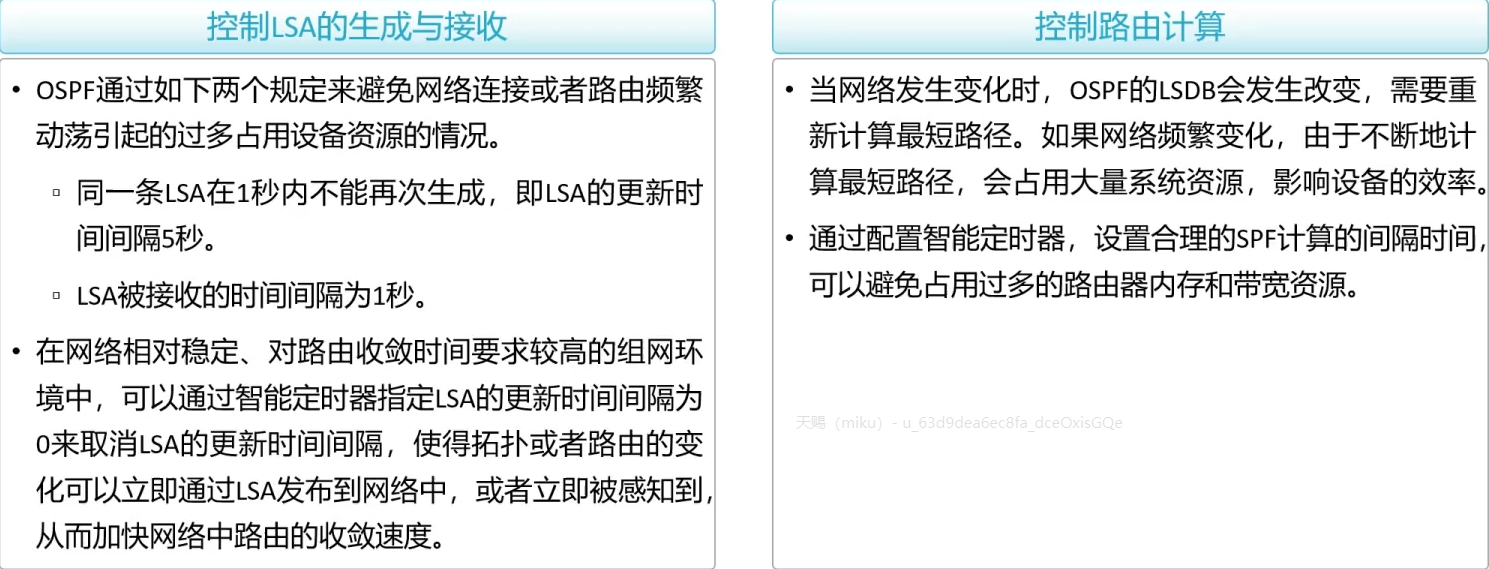 控制LSA的生成与接收
• OSPF通过如下两个规定来避免网络连接或者路由频繁
动荡引起的过多占用设备资源的情况。
▫ 同一条LSA在1秒内不能再次生成，即LSA的更新时
间间隔5秒。
▫ LSA被接收的时间间隔为1秒。
• 在网络相对稳定、对路由收敛时间要求较高的组网环
境中，可以通过智能定时器指定LSA的更新时间间隔为
0来取消LSA的更新时间间隔，使得拓扑或者路由的变
化可以立即通过LSA发布到网络中，或者立即被感知到，
从而加快网络中路由的收敛速度。
控制路由计算
• 当网络发生变化时，OSPF的LSDB会发生改变，需要重
新计算最短路径。如果网络频繁变化，由于不断地计
算最短路径，会占用大量系统资源，影响设备的效率。
• 通过配置智能定时器，设置合理的SPF计算的间隔时间，
可以避免占用过多的路由器内存和带宽资源。
天赐（miku）- u_63d9dea6ec8fa_dceOxisGQe